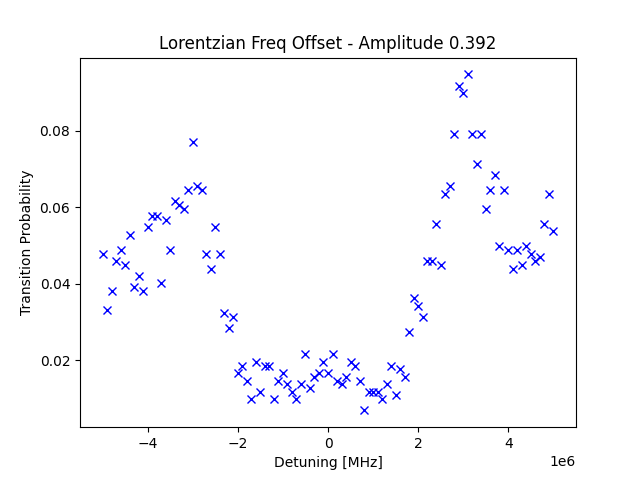 Lorentzian Freq Offset - Amplitude 0.392
Transition Probability
0.08
0.06
0.04
0.02
−4
−2
0
2
4
1e6
Detuning [MHz]